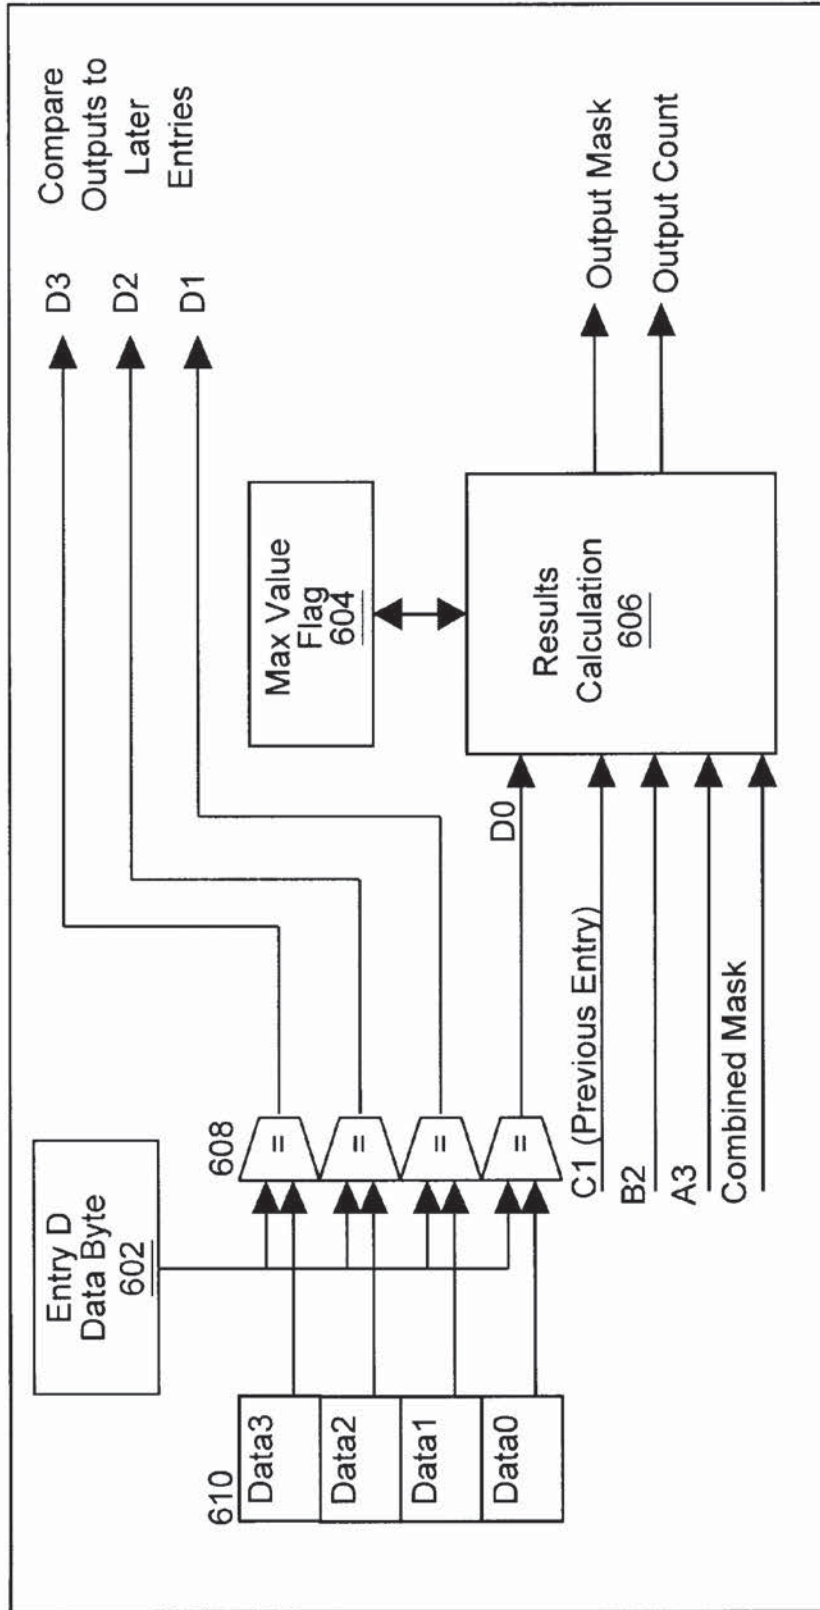 Compare
Outputs to
Later
Entries
D3
D2
D1
Entry D
Data Byte
602
Max Value
Flag
604
608
=
=
=
=
610
Data3
Data2
Data1
Data0
D0
Results
Calculation
606
Output Mask
Output Count
C1 (Previous Entry)
B2
A3
Combined Mask